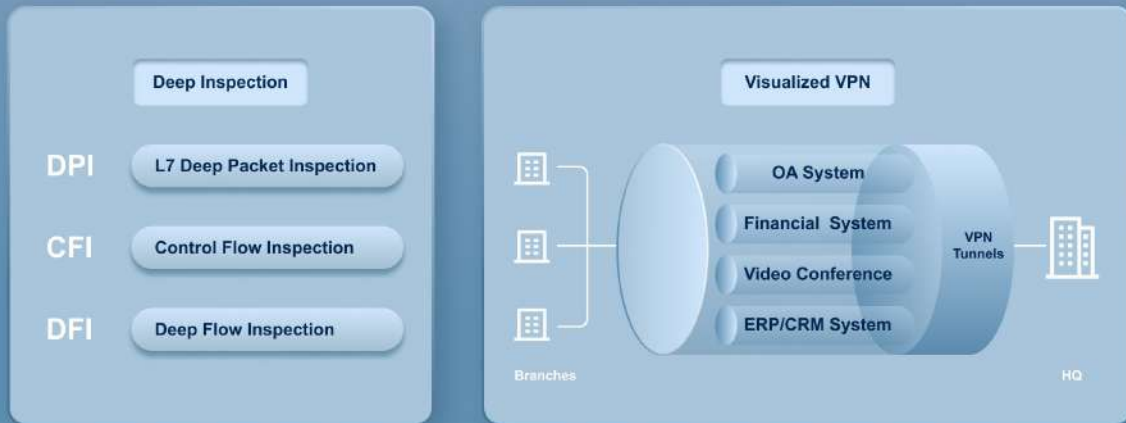 Deep Inspection
DPI
L7 Deep Packet Inspection
CFI
Control Flow Inspection
DFI
Deep Flow Inspection
Visualized VPN
OA System
Financial System
Video Conference
ERP/CRM System
VPN
Tunnels
Branches
HQ